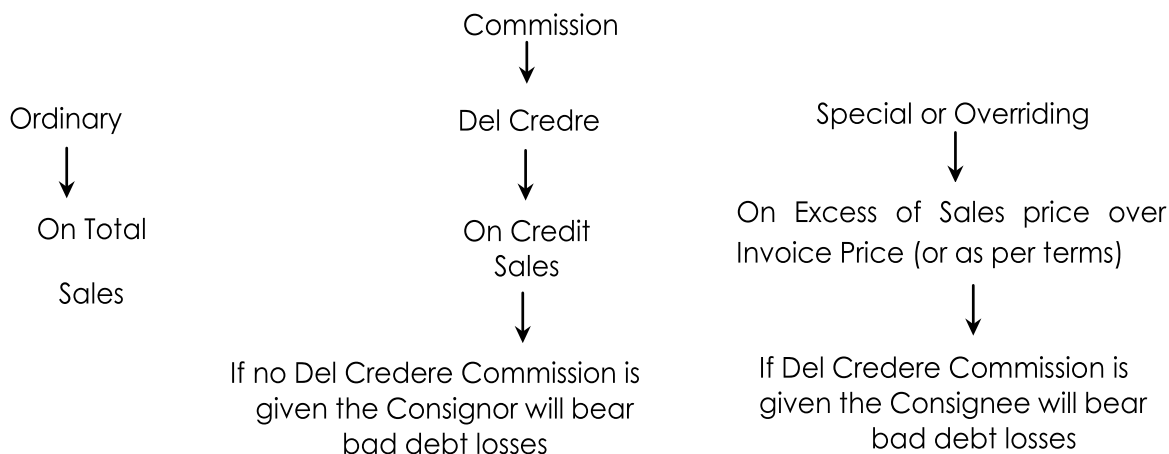 Commission
Ordinary
Del Credre
Special or Overriding
On Total
Sales
On Credit
Sales
On Excess of Sales price over
Invoice Price (or as per terms)
If no Del Credere Commission is
given the Consignor will bear
bad debt losses
If Del Credere Commission is
given the Consignee will bear
bad debt losses